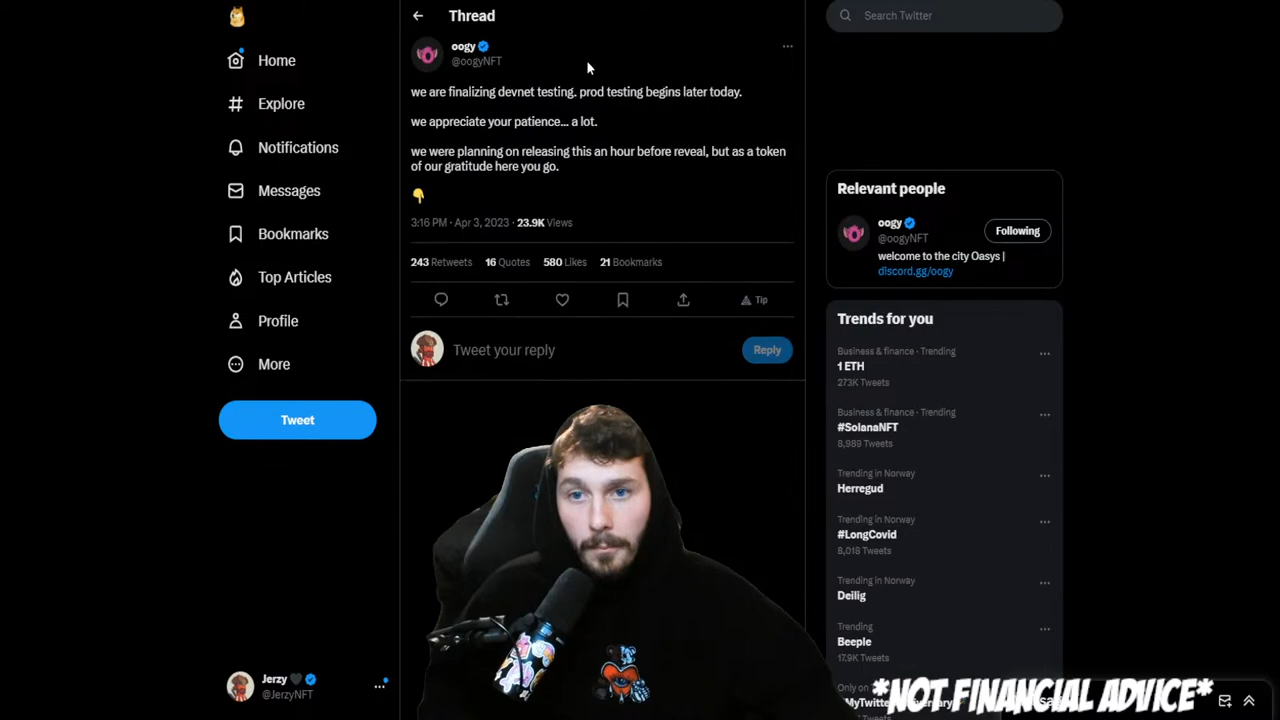 Home
Explore
Notifications
Messages
Bookmarks
Top Articles
Profile
More
Tweet
Jerzy
@JerzyNFT
Thread
oogy
@oogyNFT
we are finalizing devnet testing. prod testing begins later today.
we appreciate your patience... a lot.
we were planning on releasing this an hour before reveal, but as a token
of our gratitude here you go.
3:16 PM · Apr 3, 2023 · 23.9K Views
243 Retweets 16 Quotes 580 Likes 21 Bookmarks
Tip
Tweet your reply
Reply
Search Twitter
Relevant people
oogy
@oogyNFT
Following
welcome to the city Oasys |
discord.gg/oogy
Trends for you
Business & finance · Trending
1 ETH
273K Tweets
Business & finance · Trending
#SolanaNFT
8,989 Tweets
Trending in Norway
Herregud
Trending in Norway
#LongCovid
8,018 Tweets
Trending in Norway
Deilig
Trending
Beeple
17.9K Tweets
Only on
*NOT FINANCIAL ADVICE*